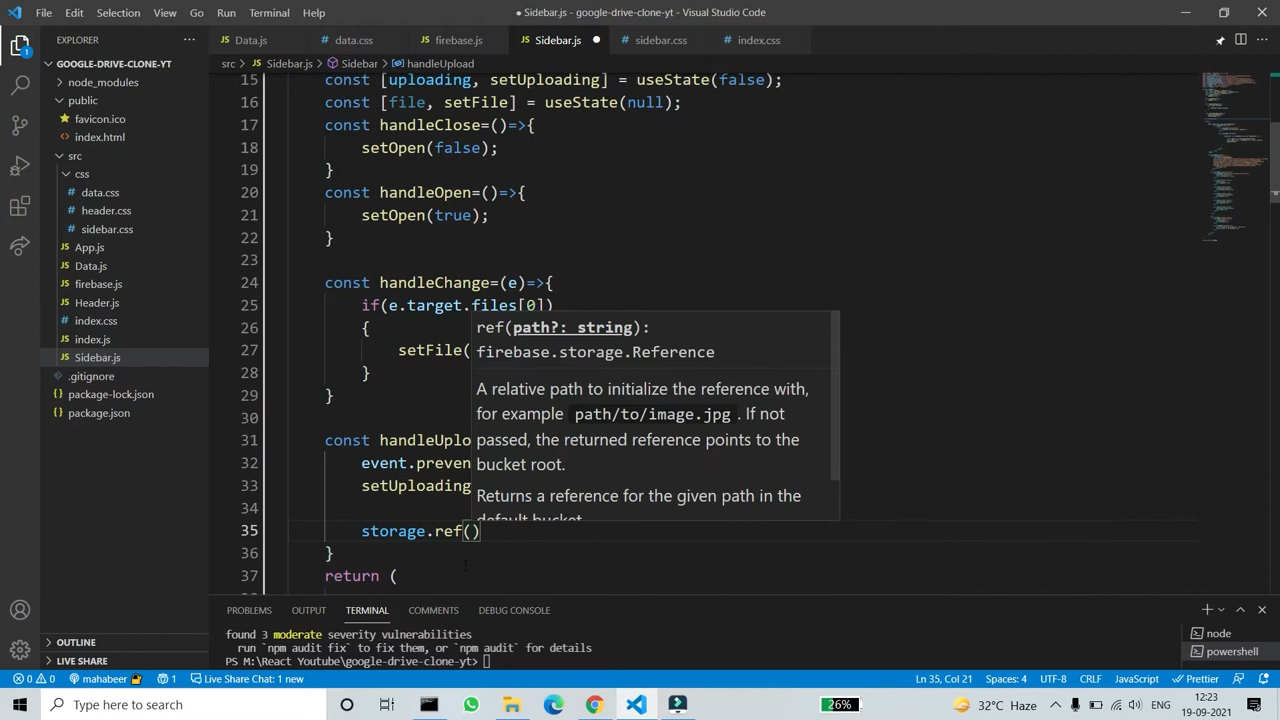 File Edit Selection View Go Run Terminal Help
● Sidebar.js - google-drive-clone-yt - Visual Studio Code
EXPLORER
Data.js data.css firebase.js Sidebar.js sidebar.css index.css
src > Sidebar.js > Sidebar > handleUpload
GOOGLE-DRIVE-CLONE-YT
node_modules
public
favicon.ico
index.html
src
css
data.css
header.css
sidebar.css
App.js
Data.js
firebase.js
Header.js
index.css
index.js
Sidebar.js
.gitignore
package-lock.json
package.json
OUTLINE
LIVE SHARE
15 const [uploading, setUploading] = useState(false);
16 const [file, setFile] = useState(null);
17 const handleClose=()=>{
18 setOpen(false);
19 }
20 const handleOpen=()=>{
21 setOpen(true);
22 }
23
24 const handleChange=(e)=>{
25 if(e.target.files[0])
26 {
27 setFile(
28 }
29 }
30
31 const handleUplo
32 event.preven
33 setUploading
34
35 storage.ref()
36 }
37 return (
ref(path?: string):
firebase.storage.Reference
A relative path to initialize the reference with,
for example path/to/image.jpg . If not
passed, the returned reference points to the
bucket root.
Returns a reference for the given path in the
default bucket.
PROBLEMS OUTPUT TERMINAL COMMENTS DEBUG CONSOLE
found 3 moderate severity vulnerabilities
run `npm audit fix` to fix them, or `npm audit` for details
PS M:\React Youtube\google-drive-clone-yt>
node
powershell
0 0 mahabeer 1 Live Share Chat: 1 new
Ln 35, Col 21 Spaces: 4 UTF-8 CRLF JavaScript Prettier
Type here to search
26%
32°C Haze
ENG
12:23
19-09-2021